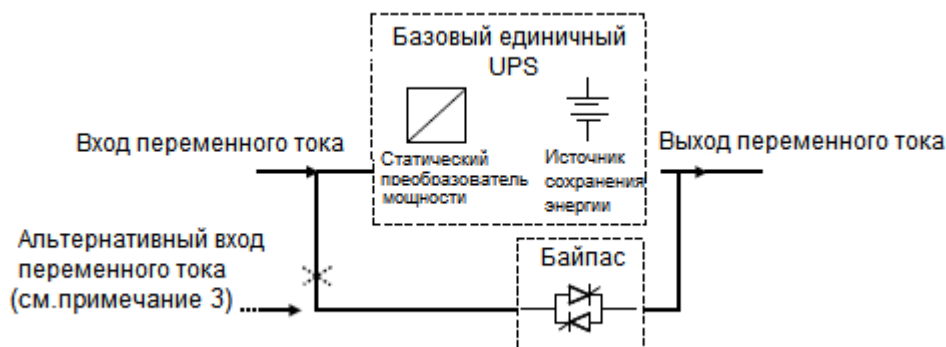 Базовый единичный
UPS
Вход переменного тока
Статический
преобразователь
мощности
Источник
сохранения
энергии
Выход переменного тока
Альтернативный вход
переменного тока
(см.примечание 3)
Байпас